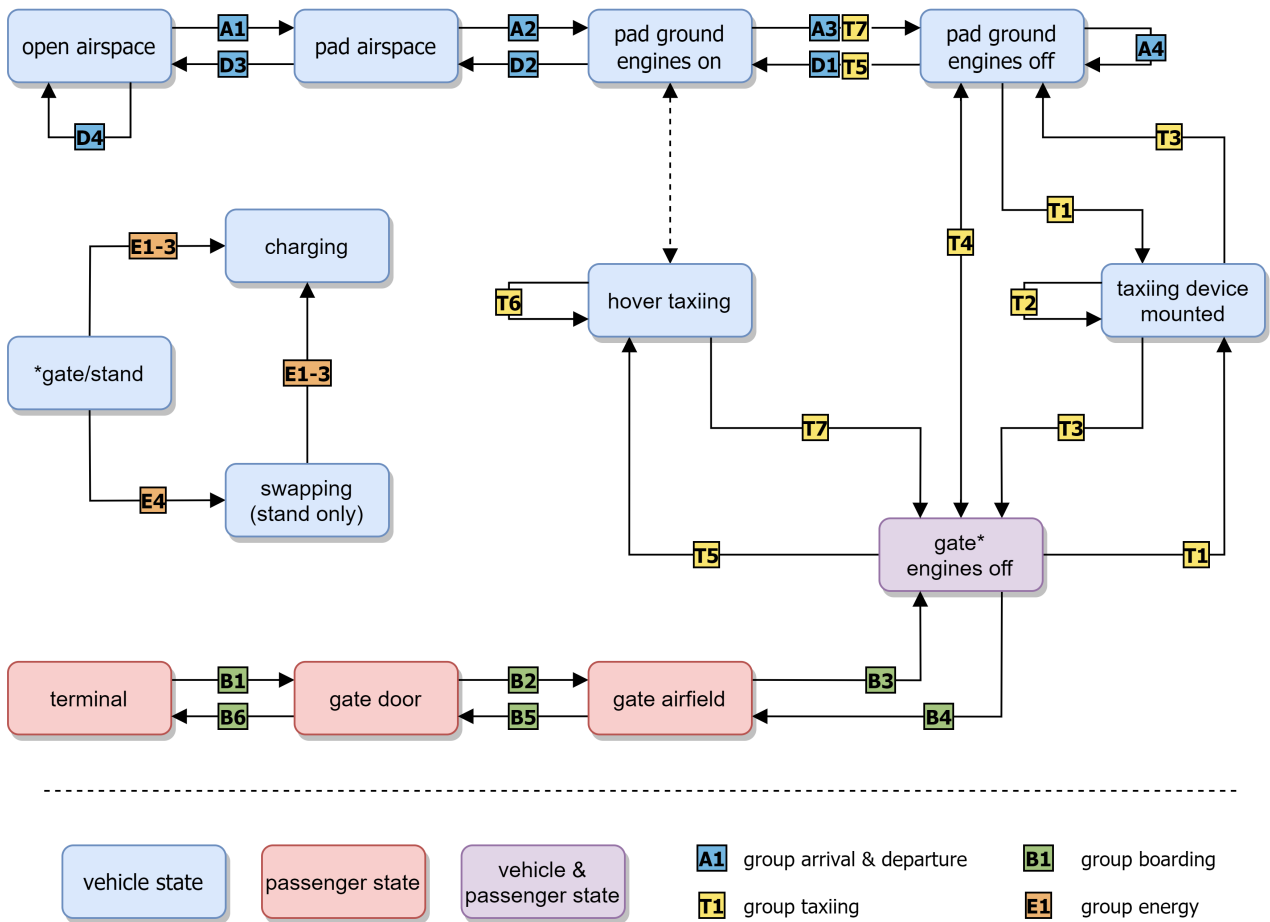 open airspace
A1
D3
pad airspace
A2
D2
pad ground
engines on
A3 T7
D1 T5
pad ground
engines off
A4
D4
T3
T1
T4
E1-3
charging
T6
hover taxiing
T2
taxiing device
mounted
*gate/stand
E1-3
T7
T3
E4
swapping
(stand only)
T5
gate*
engines off
T1
terminal
B1
B6
gate door
B2
B5
gate airfield
B3
B4
vehicle state
passenger state
vehicle &
passenger state
A1 group arrival & departure
T1 group taxiing
B1 group boarding
E1 group energy